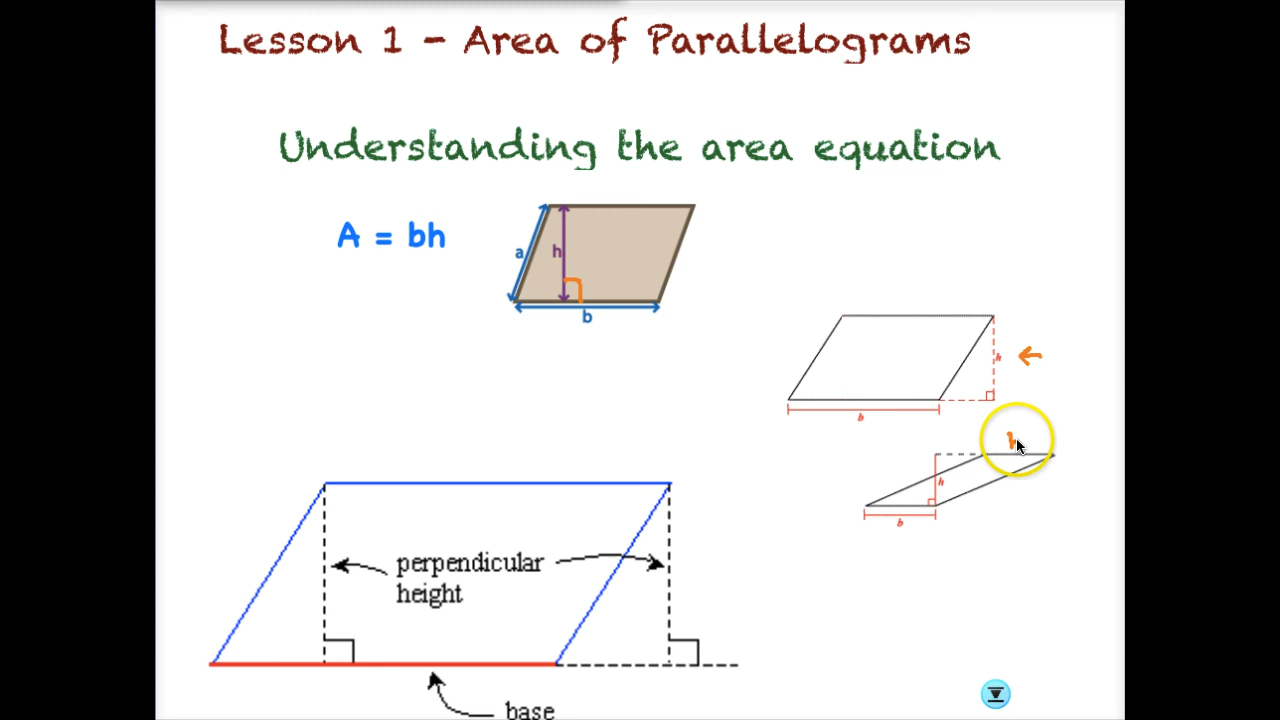 Lesson 1 - Area of Parallelograms
Understanding the area equation
A = bh
a
h
b
h
b
h
b
perpendicular
height
base